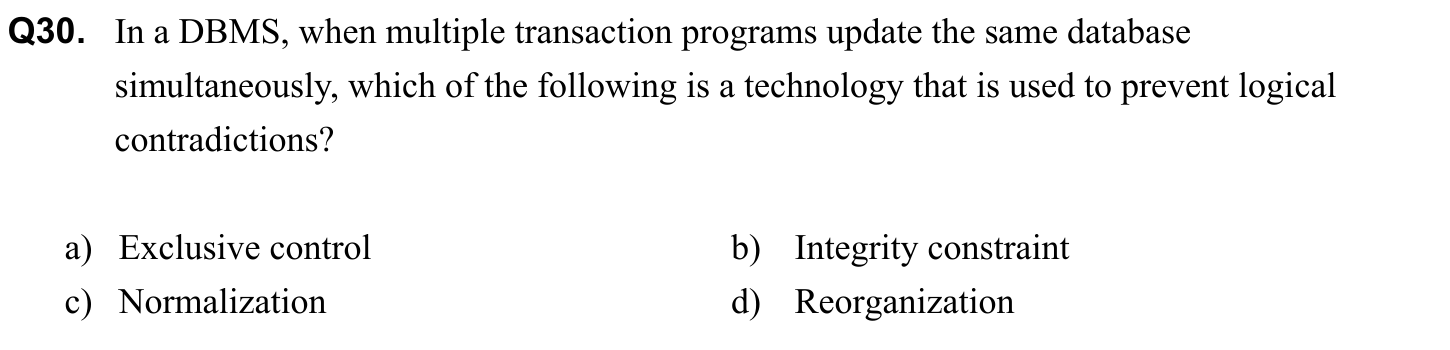 Q30. In a DBMS, when multiple transaction programs update the same database
simultaneously, which of the following is a technology that is used to prevent logical
contradictions?
a) Exclusive control b) Integrity constraint
c) Normalization d) Reorganization